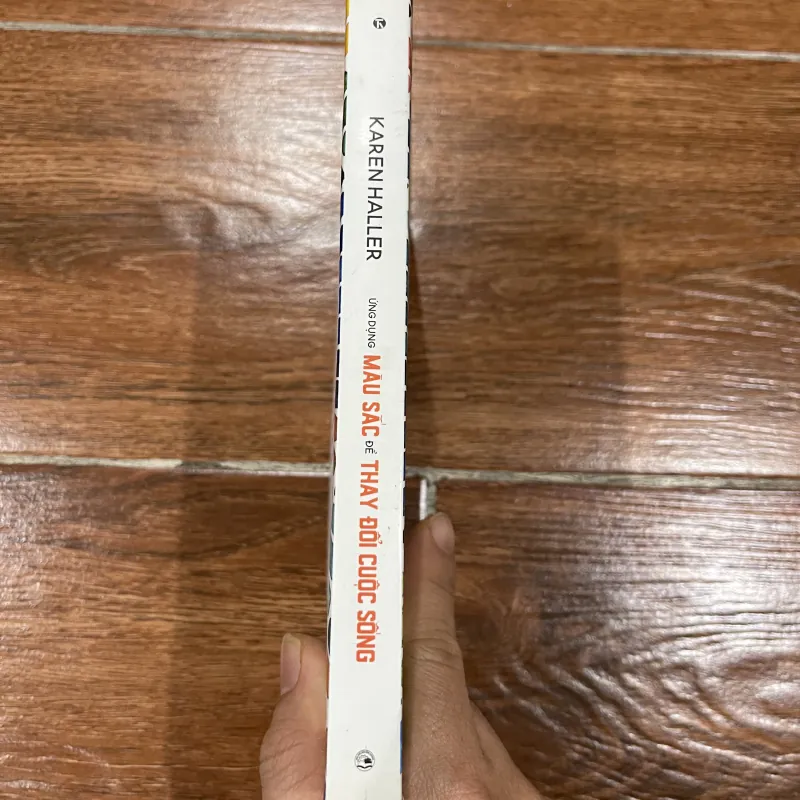 KAREN HALLER
ỨNG DỤNG MÀU SẮC ĐỂ THAY ĐỔI CUỘC SỐNG